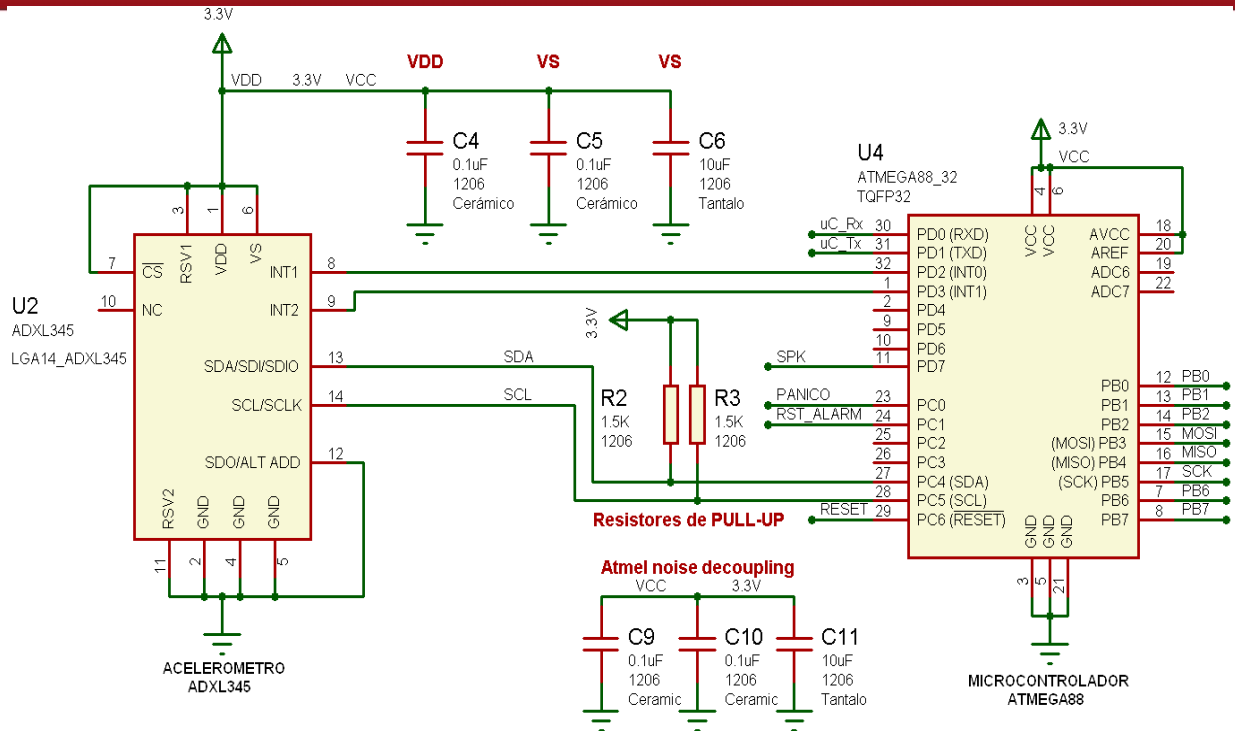 3.3V
VDD 3.3V VCC
VDD
VS
VS
C4
0.1uF
1206
Cerámico
C5
0.1uF
1206
Cerámico
C6
10uF
1206
Tantalo
U2
ADXL345
LGA14_ADXL345
3
1
6
RSV1
VDD
VS
7
CS
10
NC
INT1
8
INT2
9
SDA/SDI/SDIO
13
SDA
SCL/SCLK
14
SCL
SDO/ALT ADD
12
RSV2
GND
GND
GND
11
2
4
5
ACELEROMETRO
ADXL345
3.3V
R2
1.5K
1206
R3
1.5K
1206
Resistores de PULL-UP
Atmel noise decoupling
VCC 3.3V
C9
0.1uF
1206
Ceramic
C10
0.1uF
1206
Ceramic
C11
10uF
1206
Tantalo
U4
ATMEGA88_32
TQFP32
3.3V
VCC
4
6
VCC
VCC
uC_Rx 30 PD0 (RXD)
uC_Tx 31 PD1 (TXD)
32 PD2 (INT0)
1 PD3 (INT1)
2 PD4
9 PD5
10 PD6
SPK 11 PD7
PANICO 23 PC0
RST_ALARM 24 PC1
25 PC2
26 PC3
27 PC4 (SDA)
28 PC5 (SCL)
RESET 29 PC6 (RESET)
AVCC 18
AREF 20
ADC6 19
ADC7 22
PB0 12 PB0
PB1 13 PB1
PB2 14 PB2
(MOSI) PB3 15 MOSI
(MISO) PB4 16 MISO
(SCK) PB5 17 SCK
PB6 7 PB6
PB7 8 PB7
GND
GND
GND
3
5
21
MICROCONTROLADOR
ATMEGA88